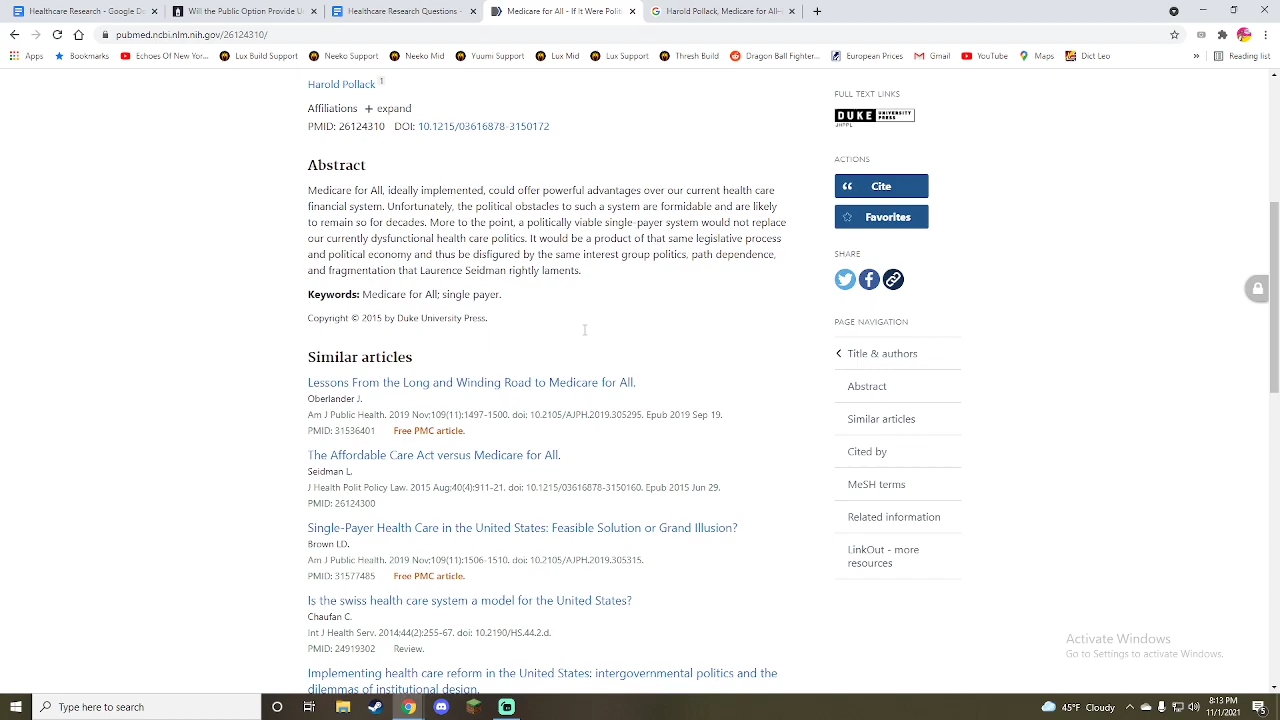 Healthcare Research - Google D
Will the Public Option Provide U
Healthcare Research Questions -
Medicare for All - If It Were Polit
Harold Pollack, Medicare for All—
pubmed.ncbi.nlm.nih.gov/26124310/
Apps Bookmarks Echoes Of New Yor... Lux Build Support Neeko Support Neeko Mid Yuumi Support Lux Mid Lux Support Thresh Build Dragon Ball Fighter... European Prices Gmail YouTube Maps Dict Leo » Reading list
Harold Pollack 1
Affiliations + expand
PMID: 26124310 DOI: 10.1215/03616878-3150172
Abstract
Medicare for All, ideally implemented, could offer powerful advantages over our current health care
financial system. Unfortunately, the political obstacles to such a system are formidable and are likely
to remain so for decades. More to the point, a politically viable single-payer system would not replace
our currently dysfunctional health care politics. It would be a product of that same legislative process
and political economy and thus be disfigured by the same interest group politics, path dependence,
and fragmentation that Laurence Seidman rightly laments.
Keywords: Medicare for All; single payer.
Copyright © 2015 by Duke University Press.
Similar articles
Lessons From the Long and Winding Road to Medicare for All.
Oberlander J.
Am J Public Health. 2019 Nov;109(11):1497-1500. doi: 10.2105/AJPH.2019.305295. Epub 2019 Sep 19.
PMID: 31536401 Free PMC article.
The Affordable Care Act versus Medicare for All.
Seidman L.
J Health Polit Policy Law. 2015 Aug;40(4):911-21. doi: 10.1215/03616878-3150160. Epub 2015 Jun 29.
PMID: 26124300
Single-Payer Health Care in the United States: Feasible Solution or Grand Illusion?
Brown LD.
Am J Public Health. 2019 Nov;109(11):1506-1510. doi: 10.2105/AJPH.2019.305315.
PMID: 31577485 Free PMC article.
Is the swiss health care system a model for the United States?
Chaufan C.
Int J Health Serv. 2014;44(2):255-67. doi: 10.2190/HS.44.2.d.
PMID: 24919302 Review.
Implementing health care reform in the United States: intergovernmental politics and the
dilemmas of institutional design.
FULL TEXT LINKS
DUKE UNIVERSITY PRESS
JHPPL
ACTIONS
Cite
Favorites
SHARE
PAGE NAVIGATION
Title & authors
Abstract
Similar articles
Cited by
MeSH terms
Related information
LinkOut - more
resources
Activate Windows
Go to Settings to activate Windows.
Type here to search
48°F Cloudy
8:13 PM
11/1/2021